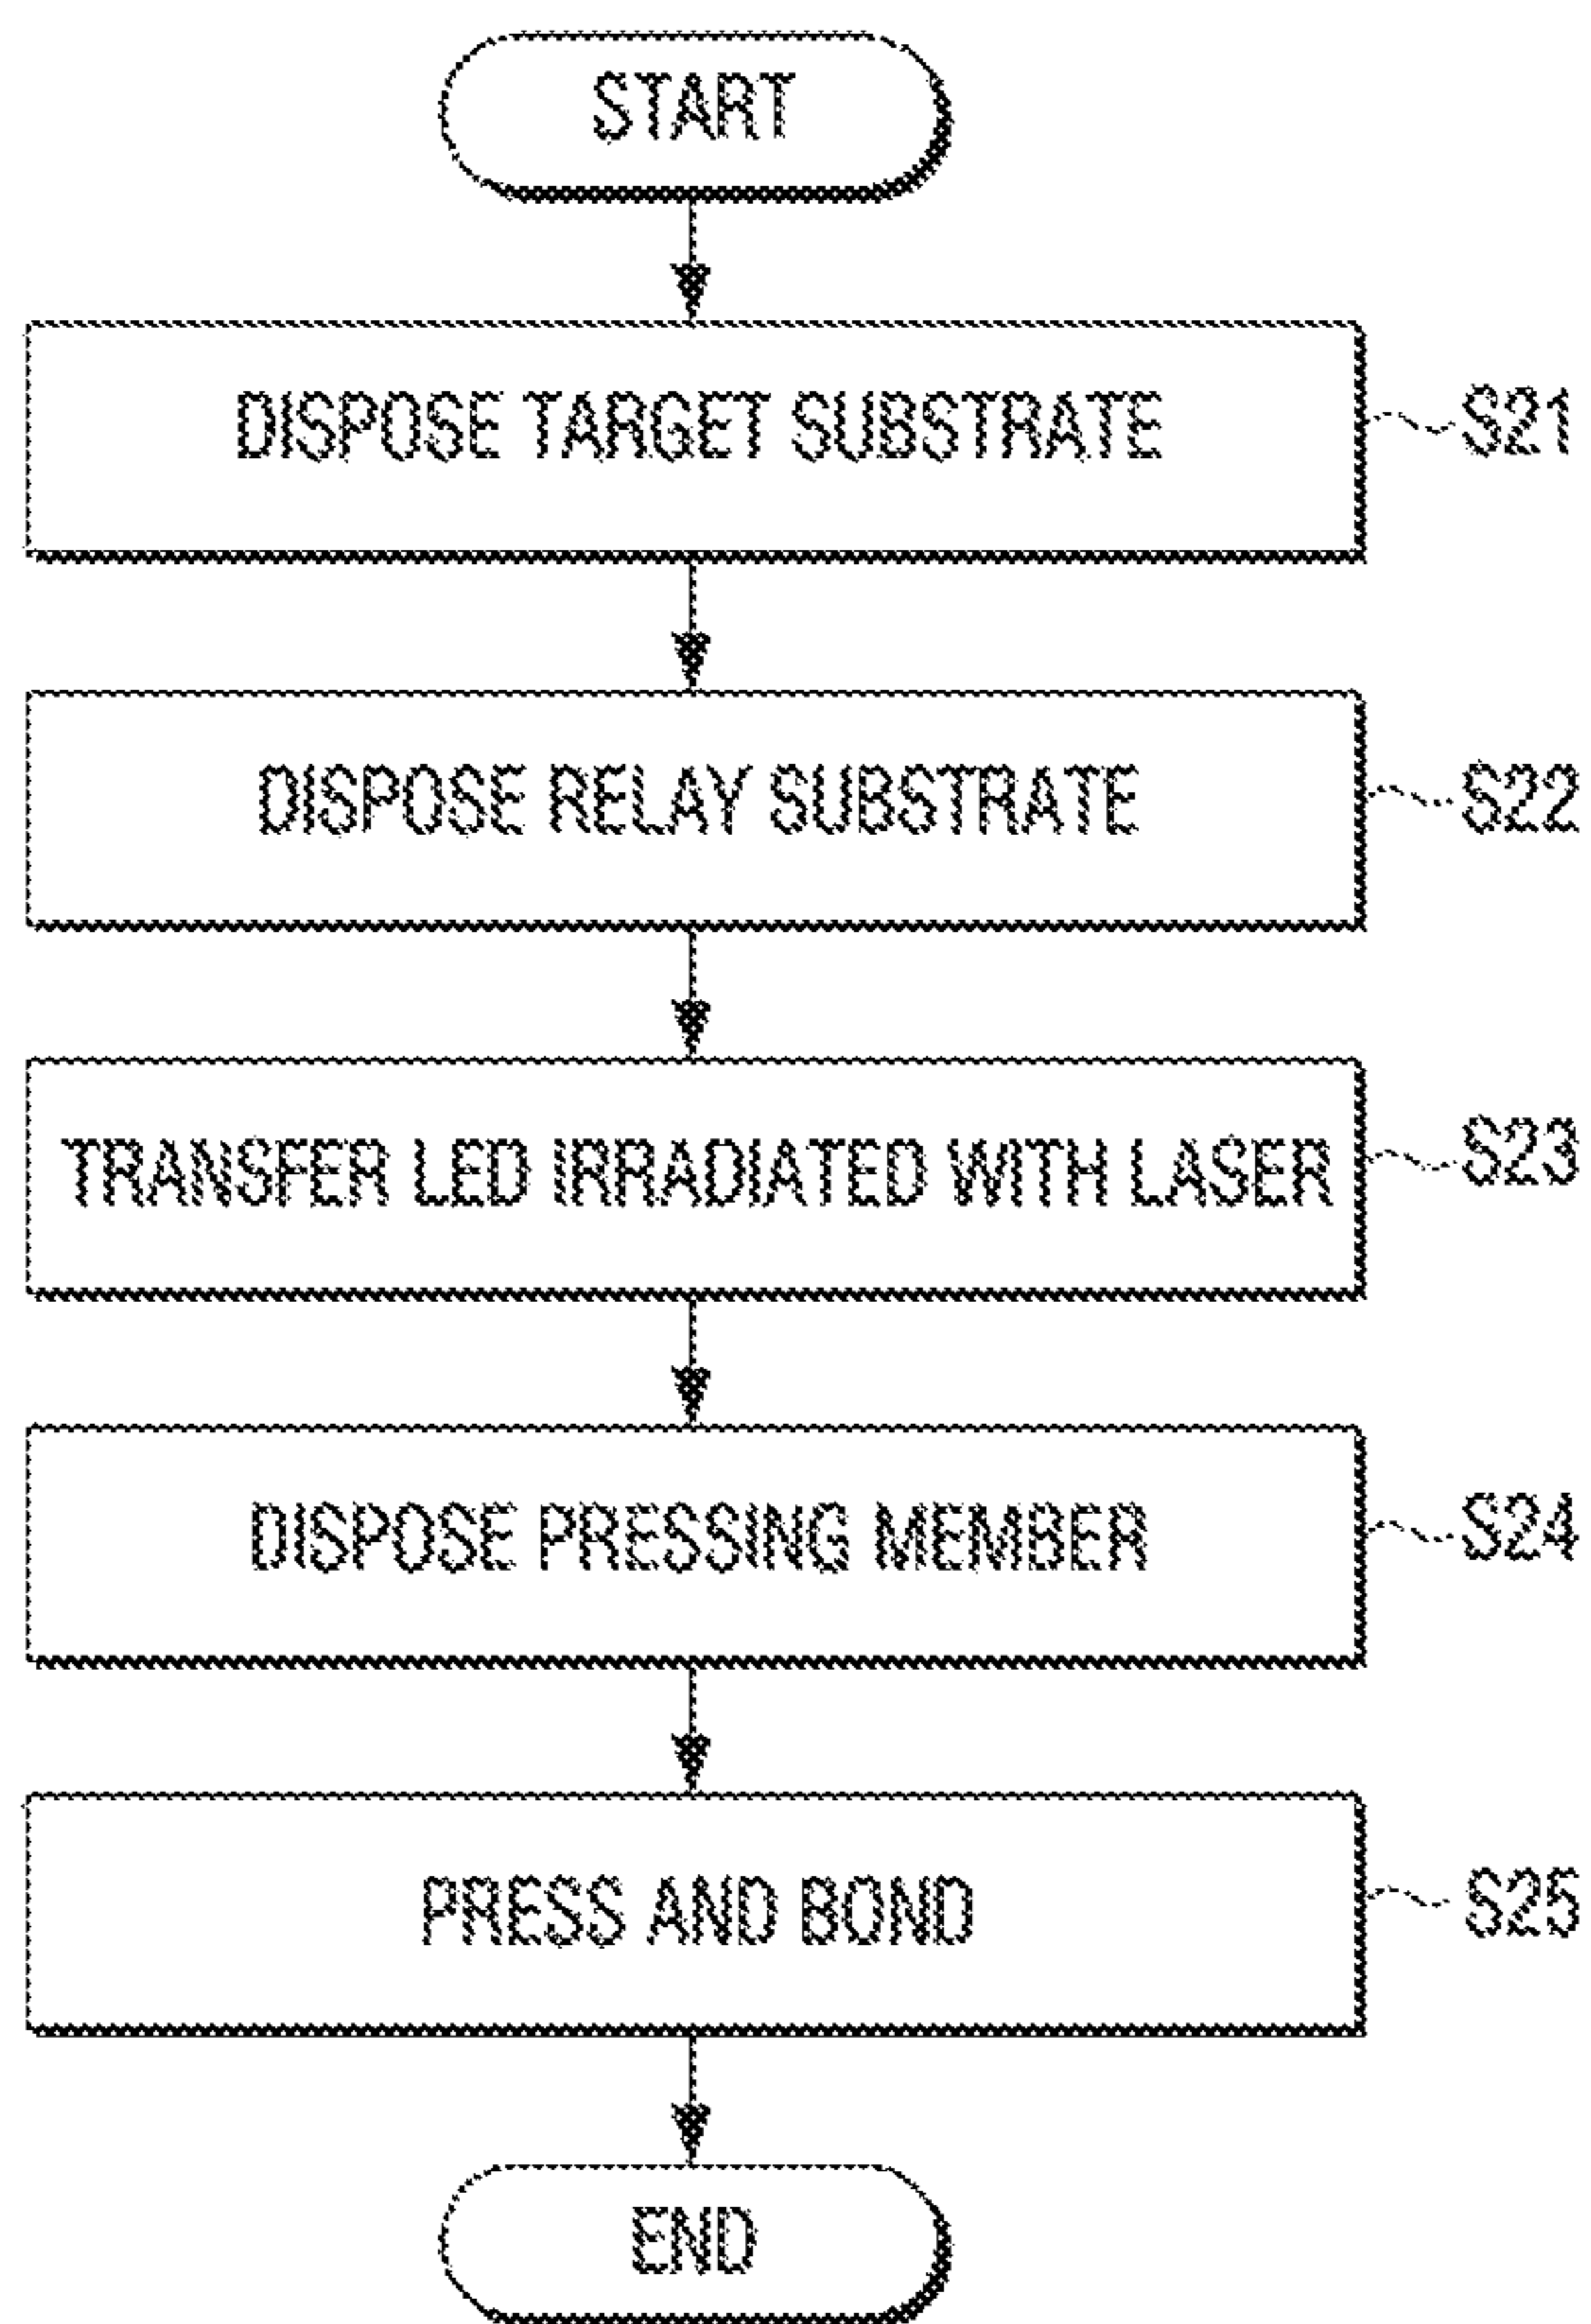 START
DISPOSE TARGET SUBSTRATE
S21
DISPOSE RELAY SUBSTRATE
S22
TRANSFER LED IRRADIATED WITH LASER
S23
DISPOSE PRESSING MEMBER
S24
PRESS AND BOND
S25
END